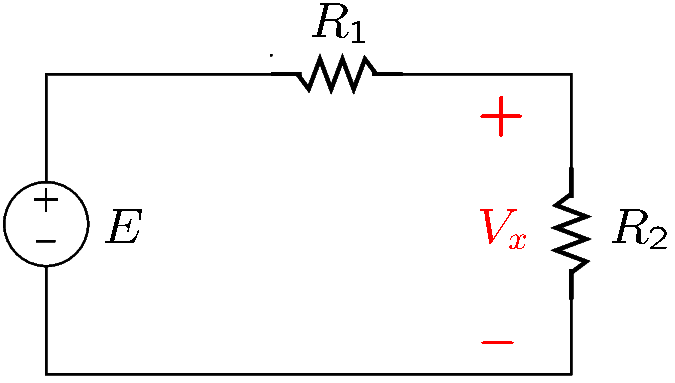 R₁
+
+
−
E
Vₓ
R₂
−